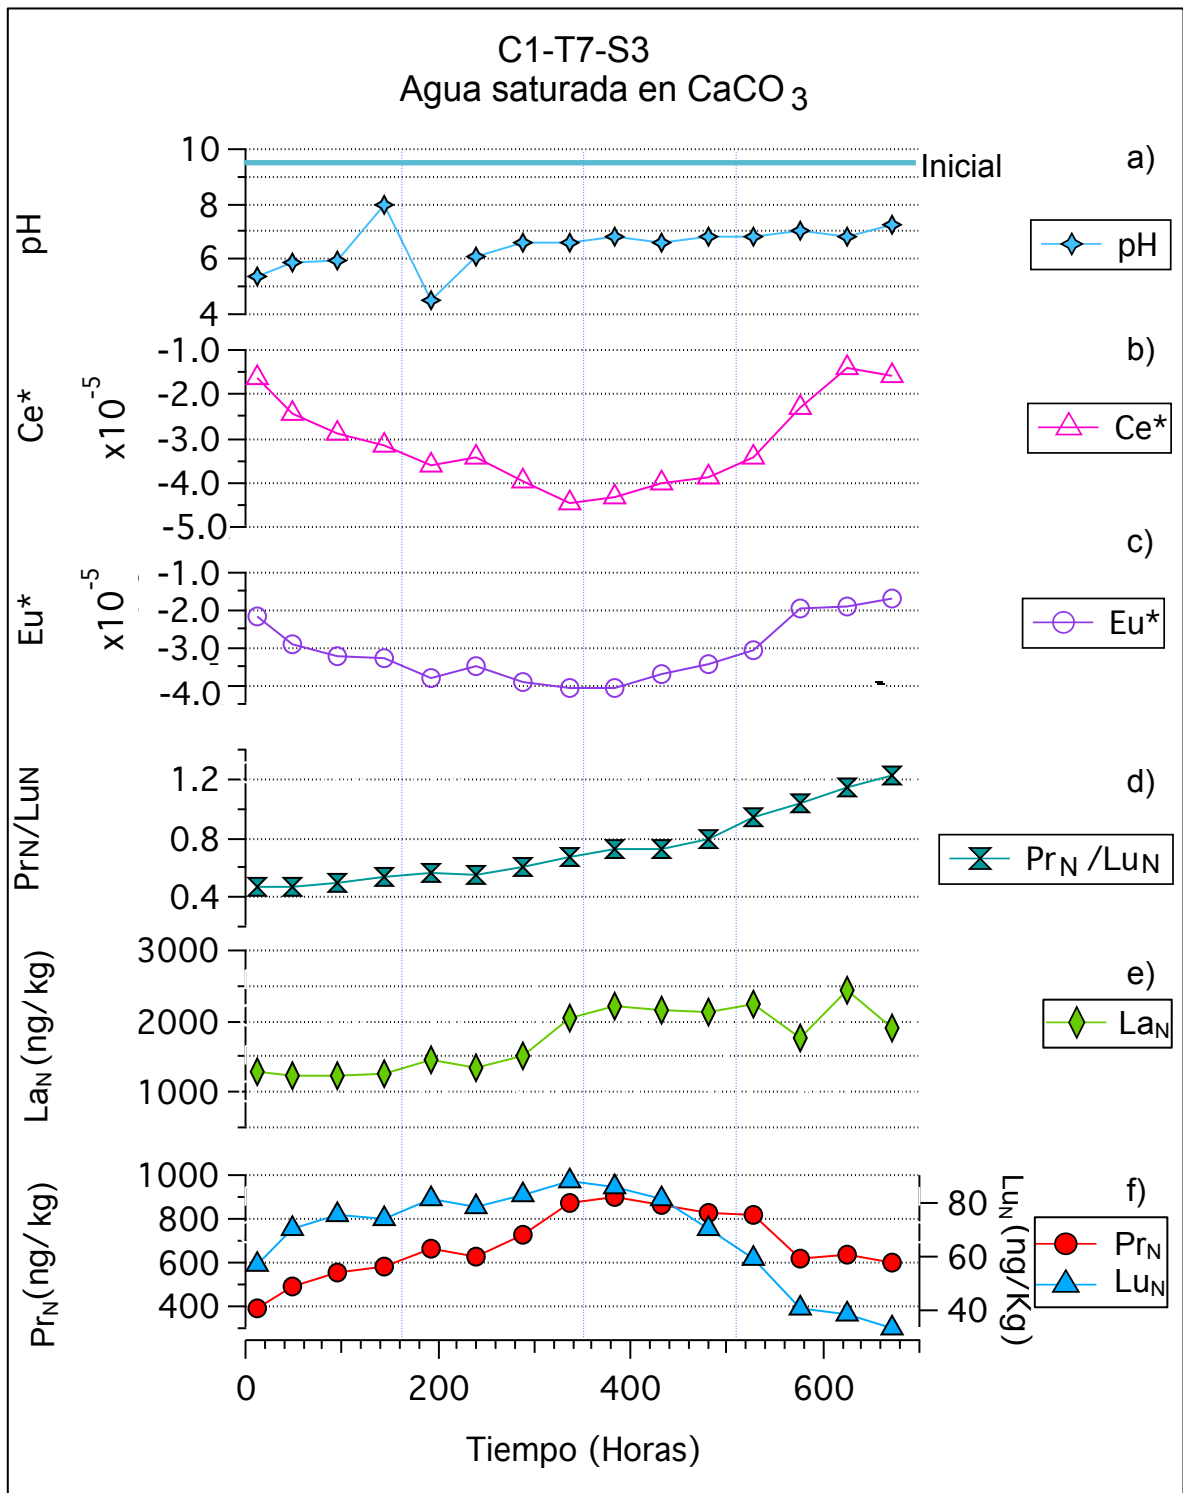 C1-T7-S3
Agua saturada en CaCO3
pH
10
8
6
4
Inicial
a)
pH
Ce*
x10-5
-1.0
-2.0
-3.0
-4.0
-5.0
b)
Ce*
Eu*
x10-5
-1.0
-2.0
-3.0
-4.0
c)
Eu*
PrN/LuN
1.2
0.8
0.4
d)
PrN /LuN
LaN (ng/kg)
3000
2000
1000
e)
LaN
PrN(ng/kg)
1000
800
600
400
80
60
40
LuN (ng/Kg)
f)
PrN
LuN
0 200 400 600
Tiempo (Horas)